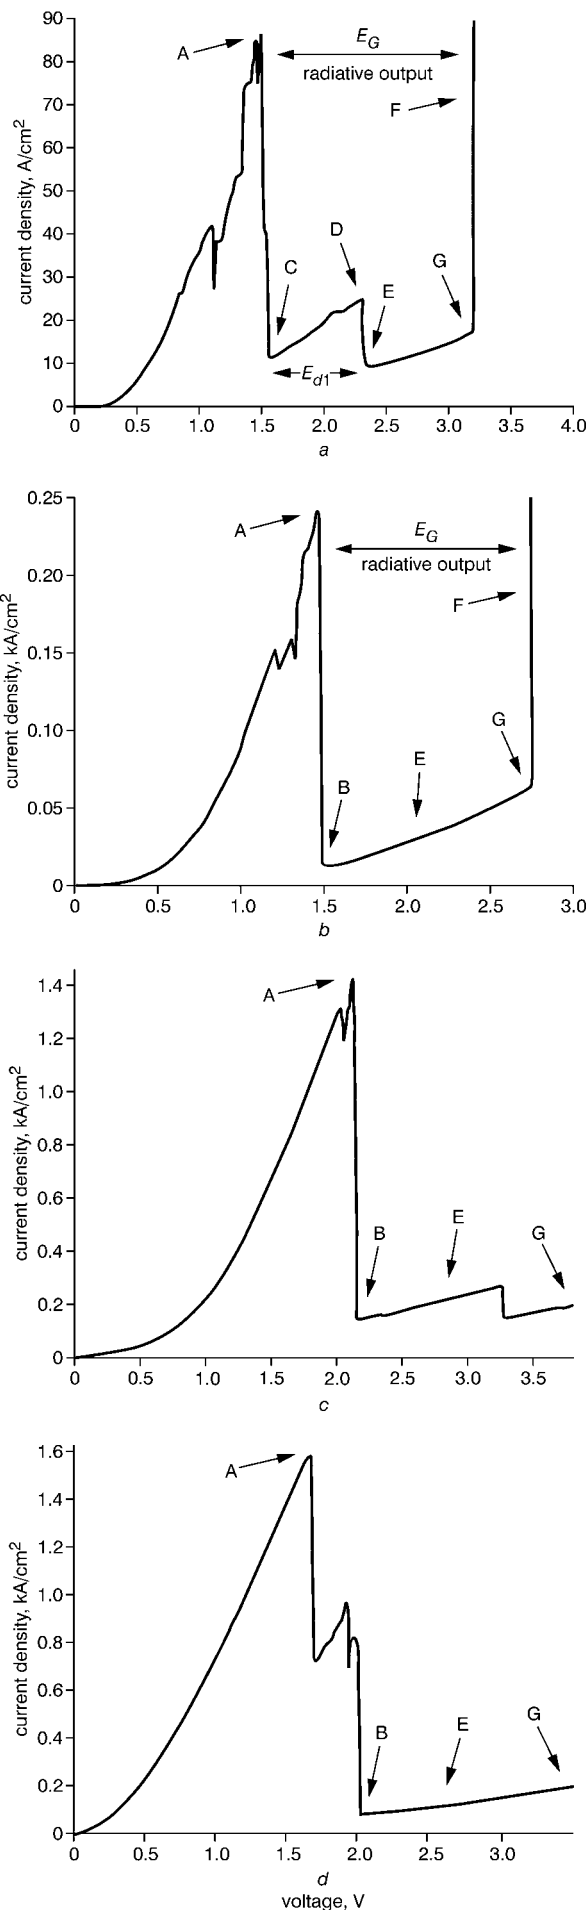 90
80
70
60
50
40
30
20
10
0
current density, A/cm2
A
EG
radiative output
F
D
G
C
E
Ed1
0 0.5 1.0 1.5 2.0 2.5 3.0 3.5 4.0
a
0.25
0.20
0.15
0.10
0.05
0
current density, kA/cm2
A
EG
radiative output
F
G
E
B
0 0.5 1.0 1.5 2.0 2.5 3.0
b
1.4
1.2
1.0
0.8
0.6
0.4
0.2
0
current density, kA/cm2
A
B
E
G
0 0.5 1.0 1.5 2.0 2.5 3.0 3.5
c
1.6
1.4
1.2
1.0
0.8
0.6
0.4
0.2
0
current density, kA/cm2
A
B
E
G
0 0.5 1.0 1.5 2.0 2.5 3.0
d
voltage, V